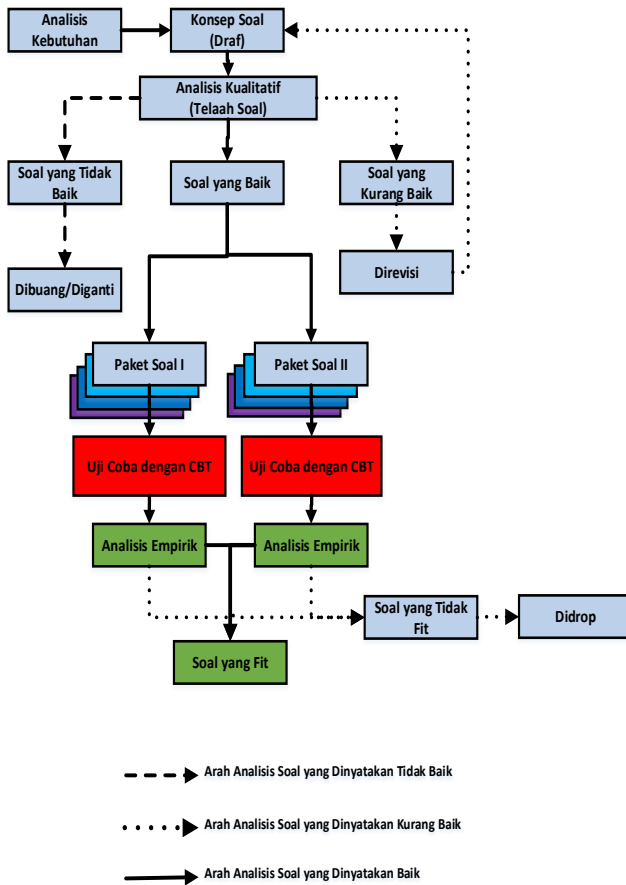 Analisis
Kebutuhan
Konsep Soal
(Draf)
Analisis Kualitatif
(Telaah Soal)
Soal yang Tidak
Baik
Soal yang Baik
Soal yang
Kurang Baik
Dibuang/Diganti
Direvisi
Paket Soal I
Paket Soal II
Uji Coba dengan CBT
Uji Coba dengan CBT
Analisis Empirik
Analisis Empirik
Soal yang Tidak
Fit
Didrop
Soal yang Fit
Arah Analisis Soal yang Dinyatakan Tidak Baik
Arah Analisis Soal yang Dinyatakan Kurang Baik
Arah Analisis Soal yang Dinyatakan Baik